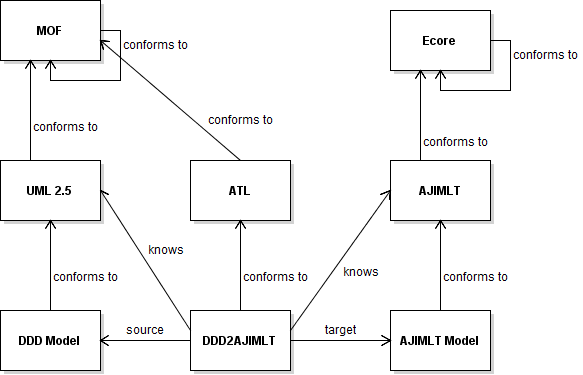 MOF
conforms to
Ecore
conforms to
conforms to
conforms to
conforms to
UML 2.5
ATL
AJIMLT
knows
knows
conforms to
conforms to
conforms to
DDD Model
source
DDD2AJIMLT
target
AJIMLT Model